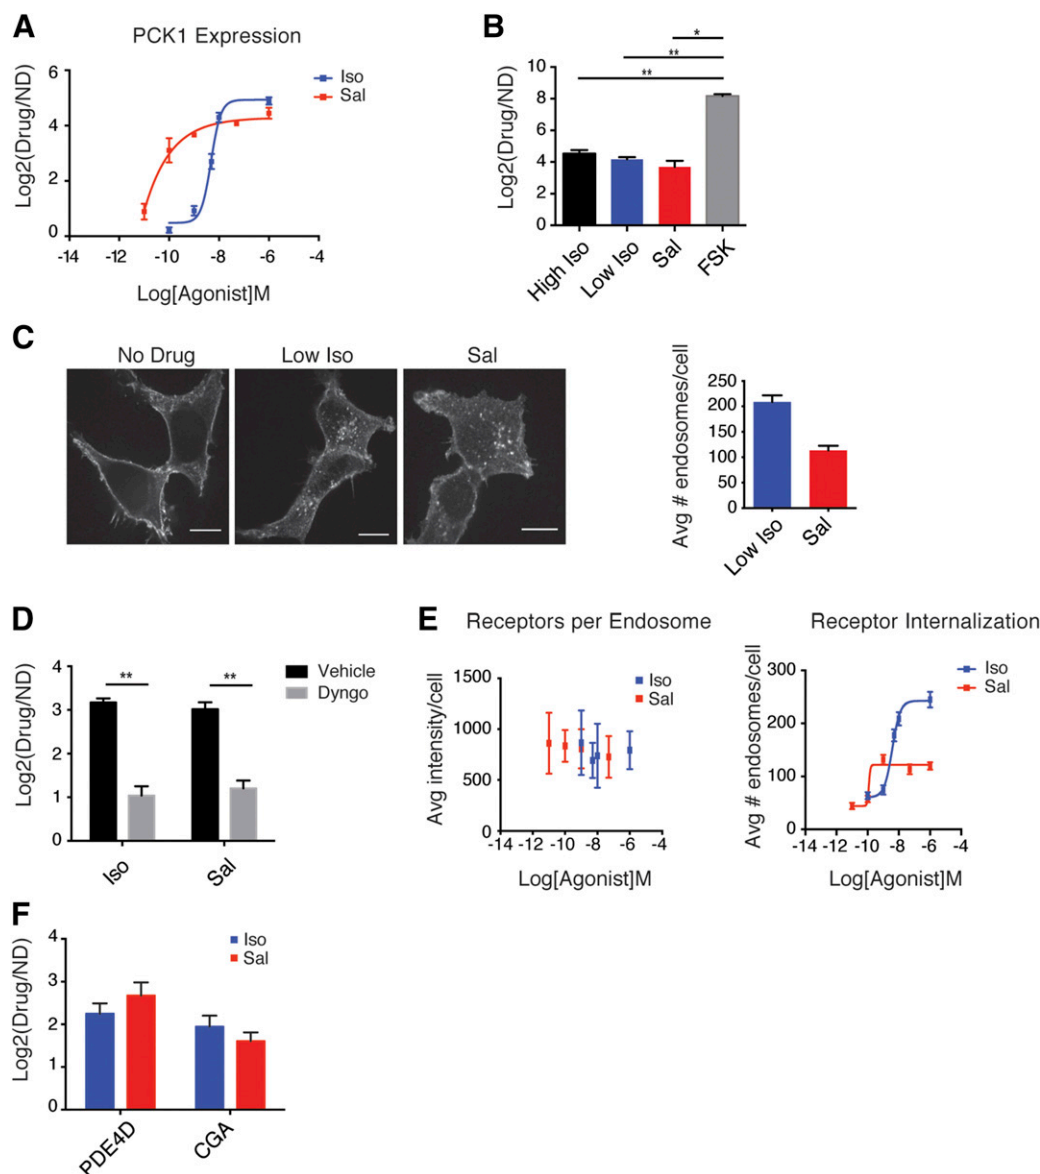 A
PCK1 Expression
Log2(Drug/ND)
6
4
2
0
-14 -12 -10 -8 -6 -4
Log[Agonist]M
Iso
Sal
B
Log2(Drug/ND)
10
8
6
4
2
0
*
**
**
High Iso
Low Iso
Sal
FSK
C
No Drug
Low Iso
Sal
Avg # endosomes/cell
250
200
150
100
50
0
Low Iso
Sal
D
Log2(Drug/ND)
4
3
2
1
0
**
**
Vehicle
Dyngo
Iso
Sal
E
Receptors per Endosome
Avg intensity/cell
1500
1000
500
0
-14 -12 -10 -8 -6 -4
Log[Agonist]M
Iso
Sal
Receptor Internalization
Avg # endosomes/cell
300
200
100
0
-14 -12 -10 -8 -6 -4
Log[Agonist]M
Iso
Sal
F
Log2(Drug/ND)
4
3
2
1
0
Iso
Sal
PDE4D
CGA